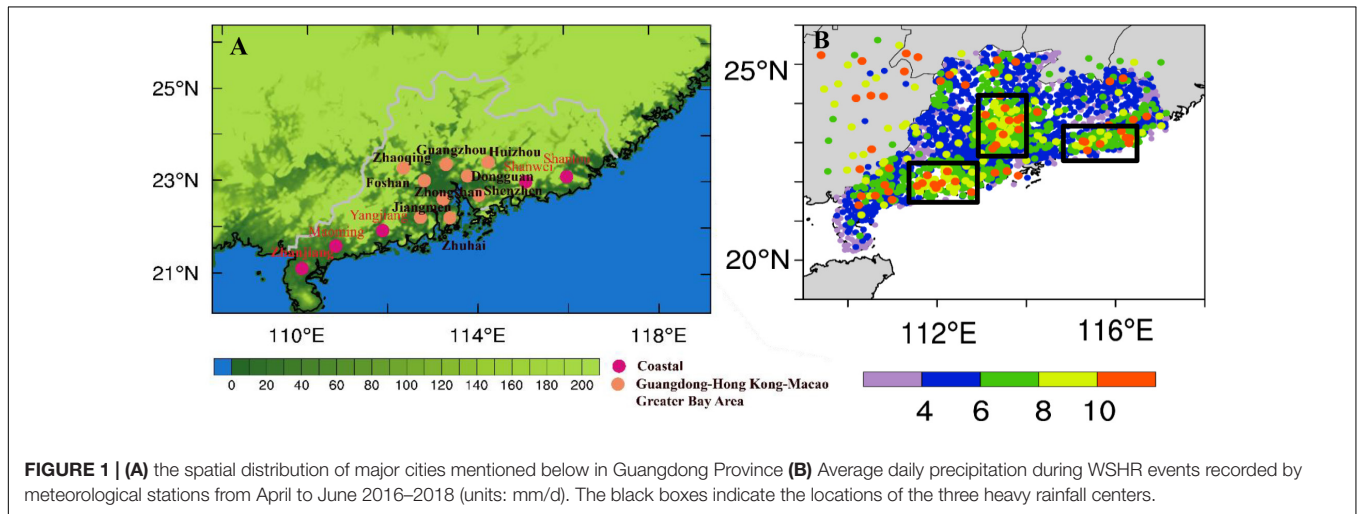 A
B
25°N
23°N
21°N
110°E
114°E
118°E
Zhaoqing
Guangzhou
Huizhou
Shantou
Shanwei
Foshan
Dongguan
Zhongshan
Shenzhen
Jiangmen
Yangjiang
Maoming
Zhanjiang
Zhuhai
0 20 40 60 80 100 120 140 160 180 200
Coastal
Guangdong-Hong Kong-Macao
Greater Bay Area
25°N
20°N
112°E
116°E
4 6 8 10
FIGURE 1 | (A) the spatial distribution of major cities mentioned below in Guangdong Province (B) Average daily precipitation during WSHR events recorded by
meteorological stations from April to June 2016–2018 (units: mm/d). The black boxes indicate the locations of the three heavy rainfall centers.